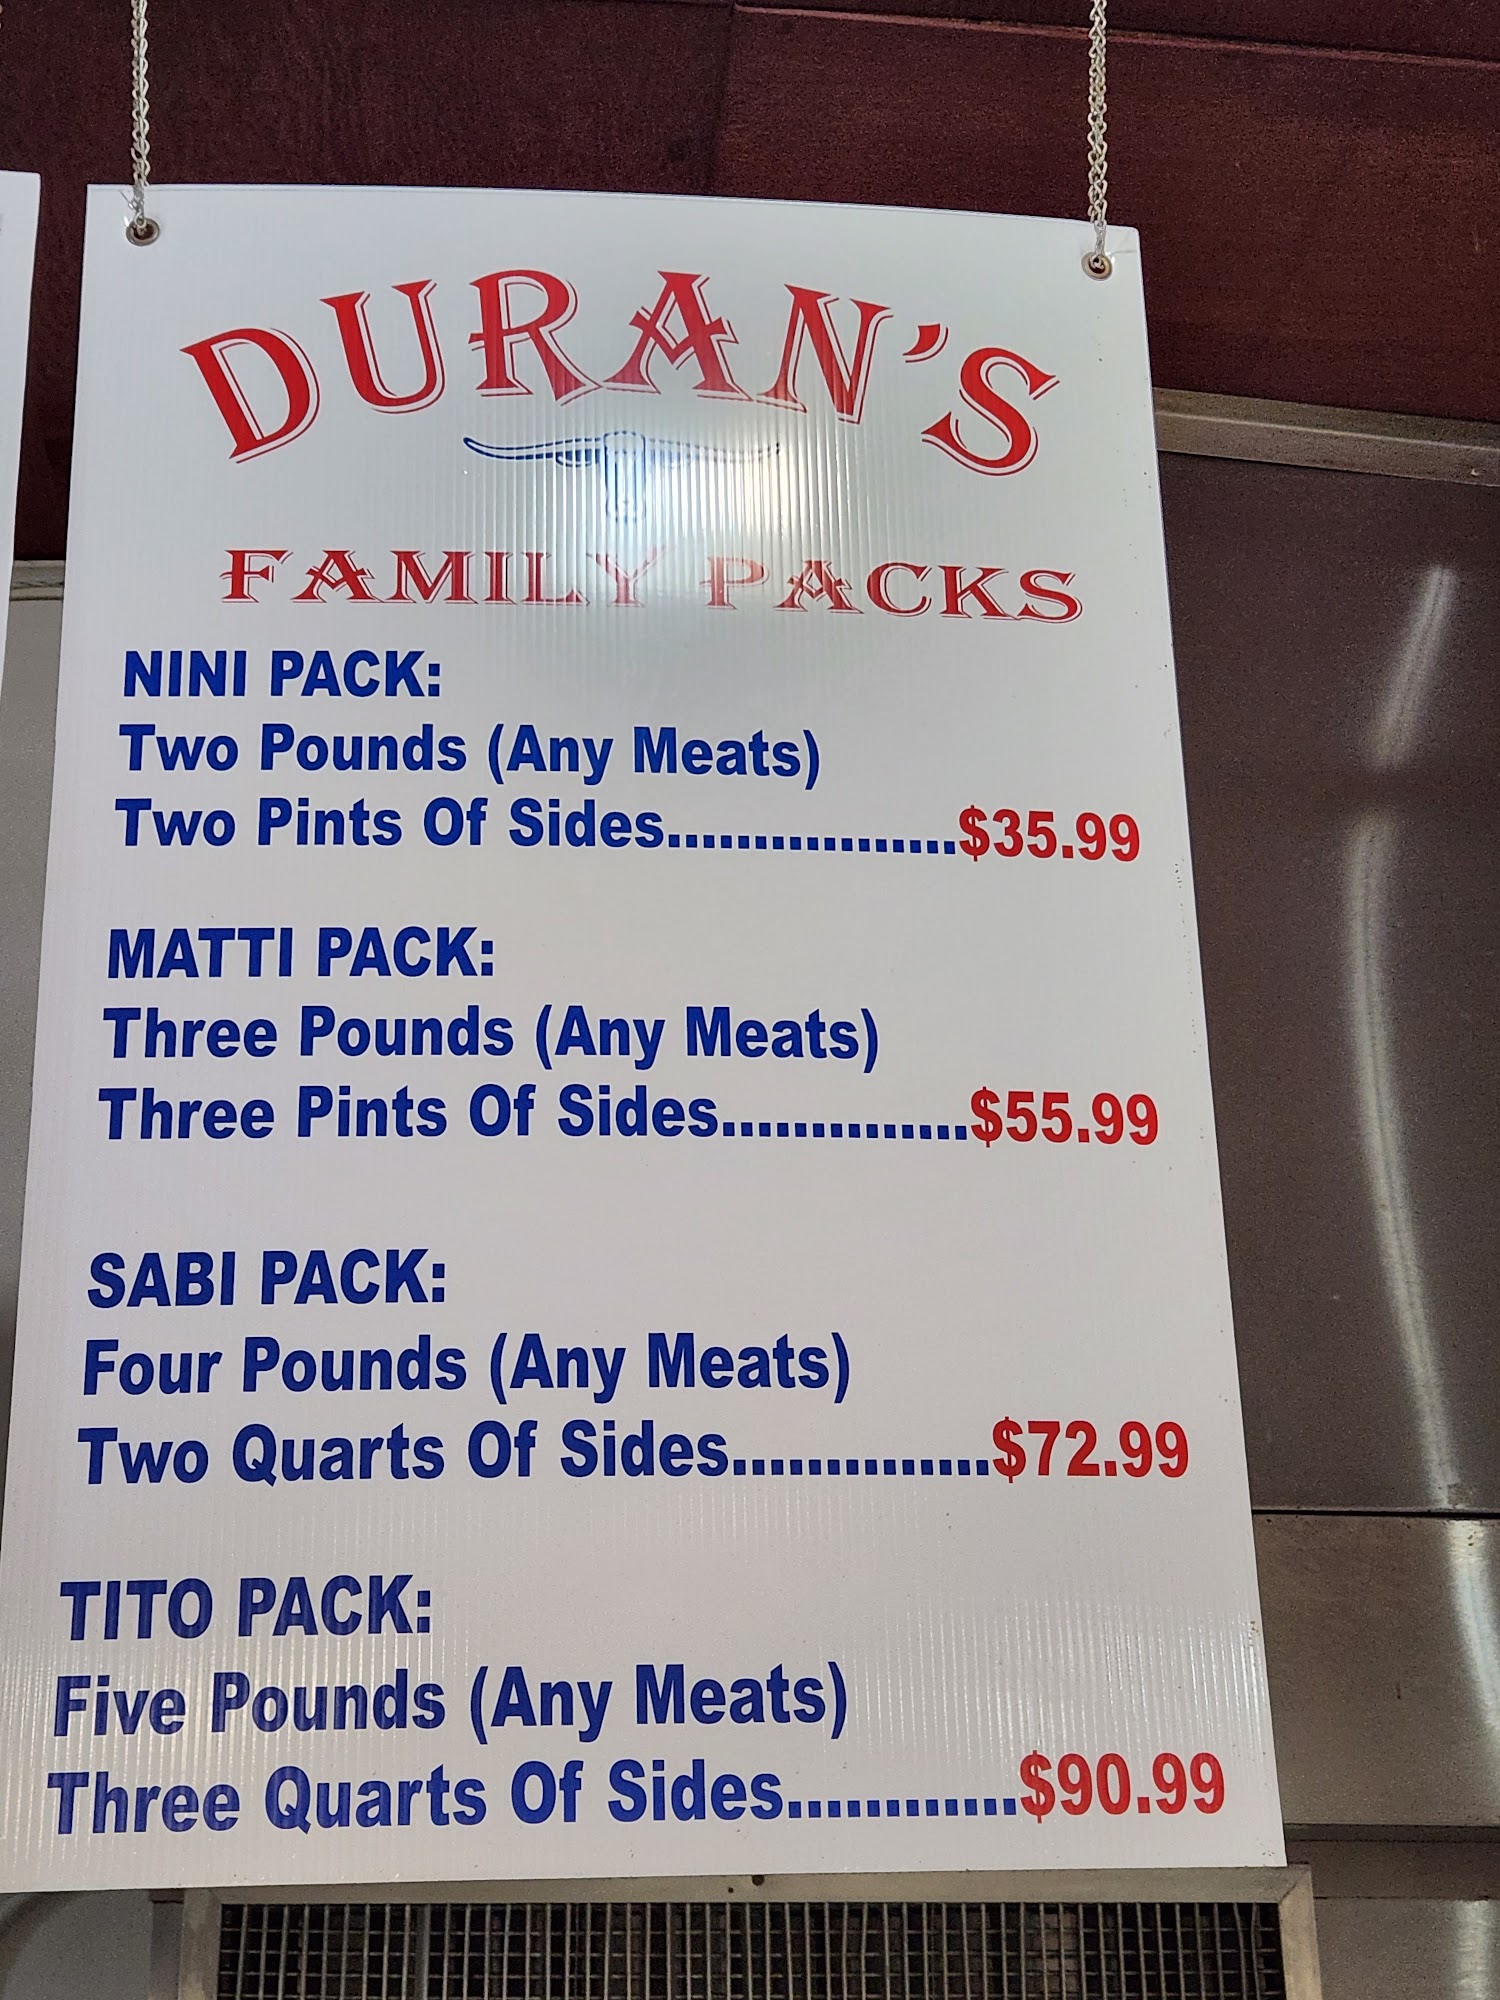 DURAN'S
FAMILY PACKS
NINI PACK:
Two Pounds (Any Meats)
Two Pints Of Sides....................$35.99
MATTI PACK:
Three Pounds (Any Meats)
Three Pints Of Sides.................$55.99
SABI PACK:
Four Pounds (Any Meats)
Two Quarts Of Sides.................$72.99
TITO PACK:
Five Pounds (Any Meats)
Three Quarts Of Sides..............$90.99